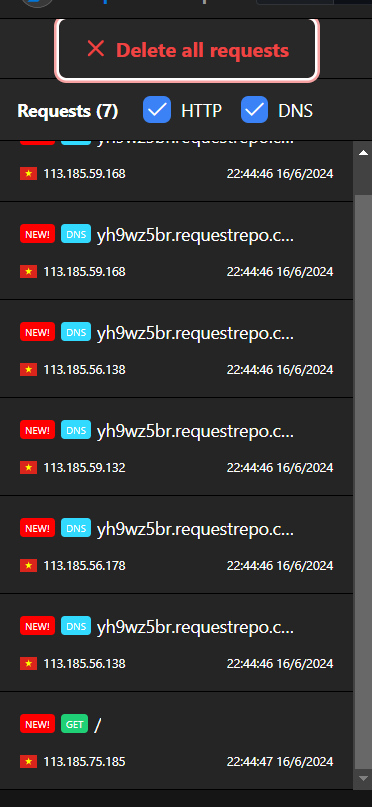 Delete all requests
Requests (7) HTTP DNS
113.185.59.168 22:44:46 16/6/2024
NEW! DNS yh9wz5br.requestrepo.c...
113.185.59.168 22:44:46 16/6/2024
NEW! DNS yh9wz5br.requestrepo.c...
113.185.56.138 22:44:46 16/6/2024
NEW! DNS yh9wz5br.requestrepo.c...
113.185.59.132 22:44:46 16/6/2024
NEW! DNS yh9wz5br.requestrepo.c...
113.185.56.178 22:44:46 16/6/2024
NEW! DNS yh9wz5br.requestrepo.c...
113.185.56.138 22:44:46 16/6/2024
NEW! GET /
113.185.75.185 22:44:47 16/6/2024